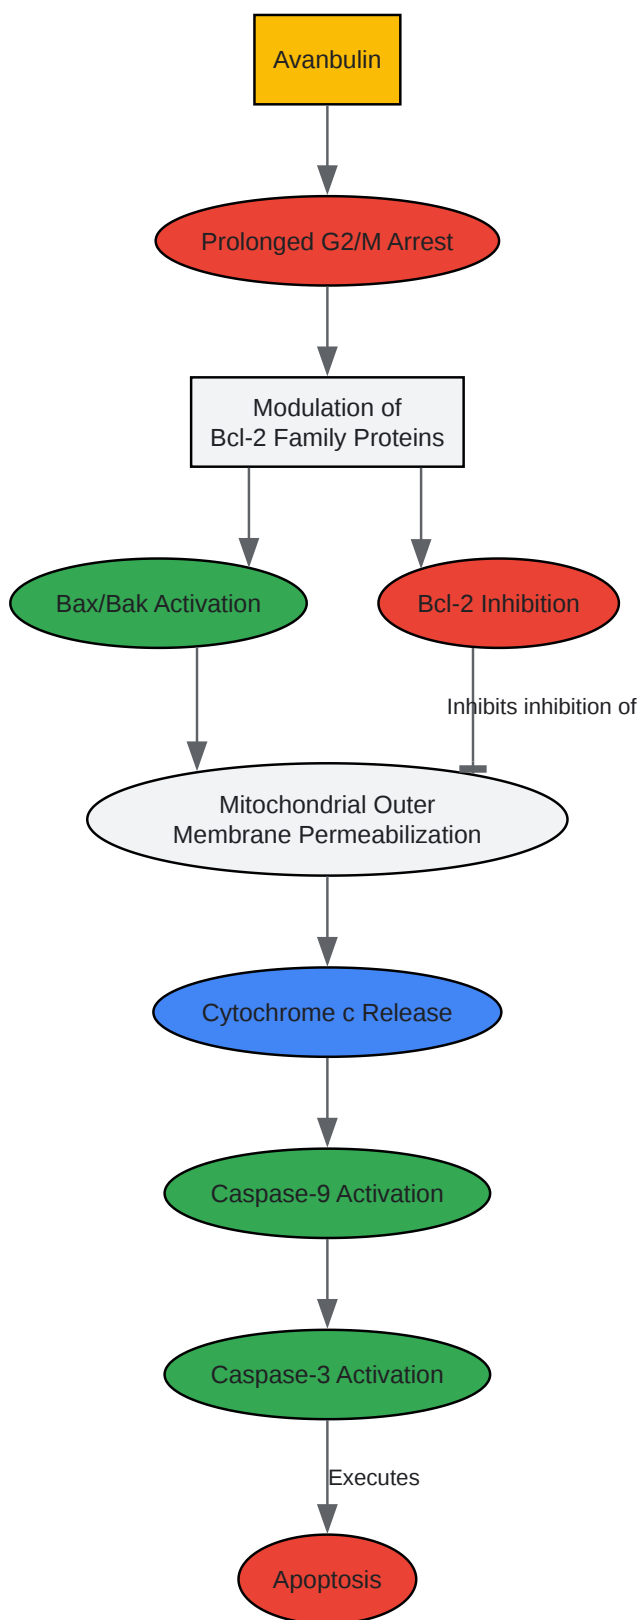 Avanbulin
Prolonged G2/M Arrest
Modulation of
Bcl-2 Family Proteins
Bax/Bak Activation
Bcl-2 Inhibition
Inhibits inhibition of
Mitochondrial Outer
Membrane Permeabilization
Cytochrome c Release
Caspase-9 Activation
Caspase-3 Activation
Executes
Apoptosis